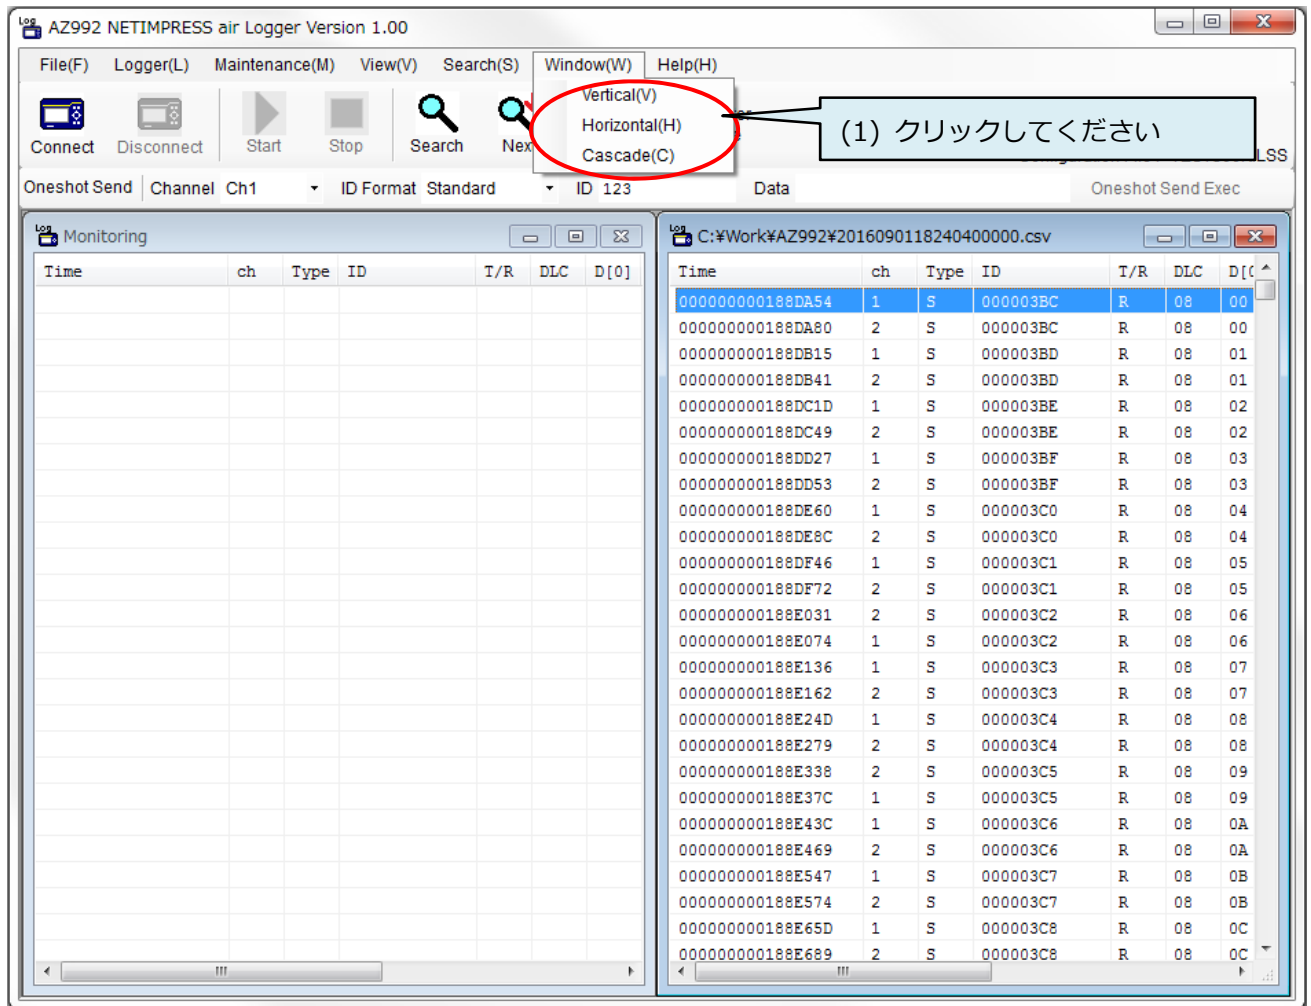 AZ992 NETIMPRESS air Logger Version 1.00
File(F) Logger(L) Maintenance(M) View(V) Search(S) Window(W) Help(H)
Vertical(V)
Horizontal(H)
Cascade(C)
(1) クリックしてください
Connect Disconnect Start Stop Search
LSS
Oneshot Send Channel Ch1 ID Format Standard ID 123 Data Oneshot Send Exec
Monitoring
Time ch Type ID T/R DLC D[0]
C:¥Work¥AZ992¥2016090118240400000.csv
Time ch Type ID T/R DLC D[0
000000000188DA54 1 S 000003BC R 08 00
000000000188DA80 2 S 000003BC R 08 00
000000000188DB15 1 S 000003BD R 08 01
000000000188DB41 2 S 000003BD R 08 01
000000000188DC1D 1 S 000003BE R 08 02
000000000188DC49 2 S 000003BE R 08 02
000000000188DD27 1 S 000003BF R 08 03
000000000188DD53 2 S 000003BF R 08 03
000000000188DE60 1 S 000003C0 R 08 04
000000000188DE8C 2 S 000003C0 R 08 04
000000000188DF46 1 S 000003C1 R 08 05
000000000188DF72 2 S 000003C1 R 08 05
000000000188E031 2 S 000003C2 R 08 06
000000000188E074 1 S 000003C2 R 08 06
000000000188E136 1 S 000003C3 R 08 07
000000000188E162 2 S 000003C3 R 08 07
000000000188E24D 1 S 000003C4 R 08 08
000000000188E279 2 S 000003C4 R 08 08
000000000188E338 2 S 000003C5 R 08 09
000000000188E37C 1 S 000003C5 R 08 09
000000000188E43C 1 S 000003C6 R 08 0A
000000000188E469 2 S 000003C6 R 08 0A
000000000188E547 1 S 000003C7 R 08 0B
000000000188E574 2 S 000003C7 R 08 0B
000000000188E65D 1 S 000003C8 R 08 0C
000000000188E689 2 S 000003C8 R 08 0C